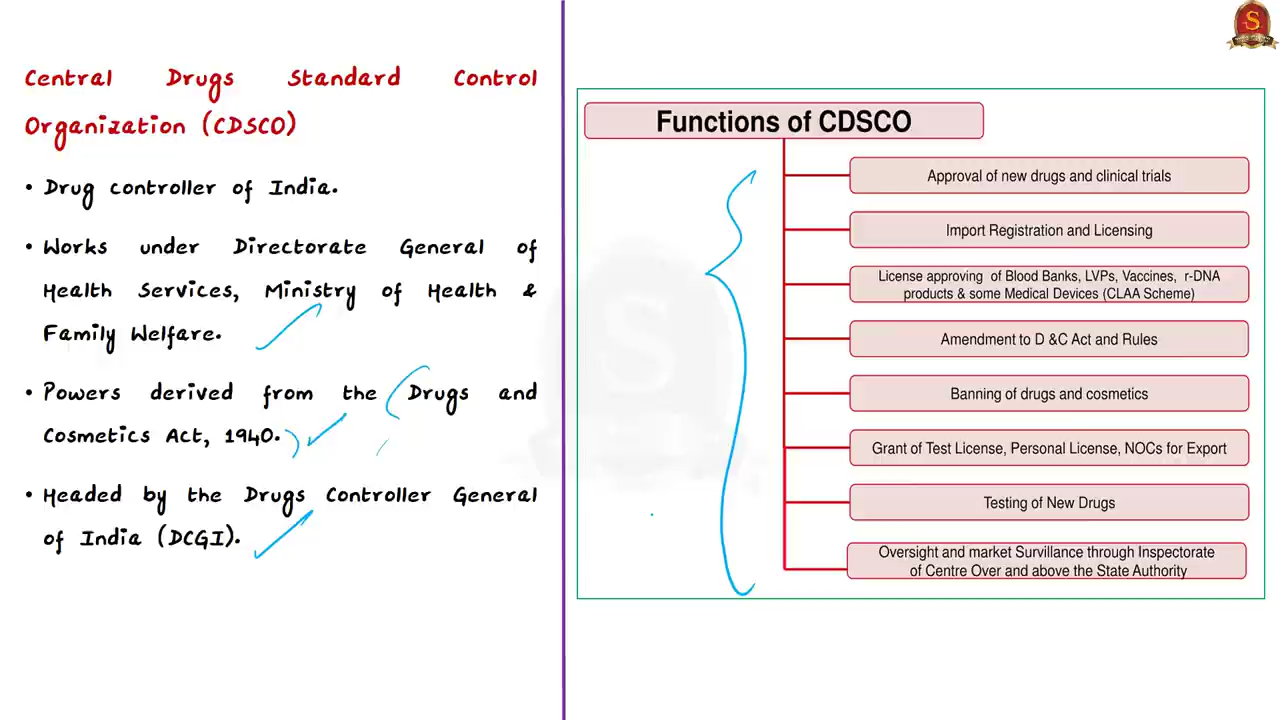 Central Drugs Standard Control
Organization (CDSCO)
• Drug controller of India.
• Works under Directorate General of
Health Services, Ministry of Health &
Family Welfare.
• Powers derived from the Drugs and
Cosmetics Act, 1940.
• Headed by the Drugs Controller General
of India (DCGI).
S
Functions of CDSCO
Approval of new drugs and clinical trials
Import Registration and Licensing
License approving of Blood Banks, LVPs, Vaccines, r-DNA
products & some Medical Devices (CLAA Scheme)
Amendment to D &C Act and Rules
Banning of drugs and cosmetics
Grant of Test License, Personal License, NOCs for Export
Testing of New Drugs
Oversight and market Survillance through Inspectorate
of Centre Over and above the State Authority